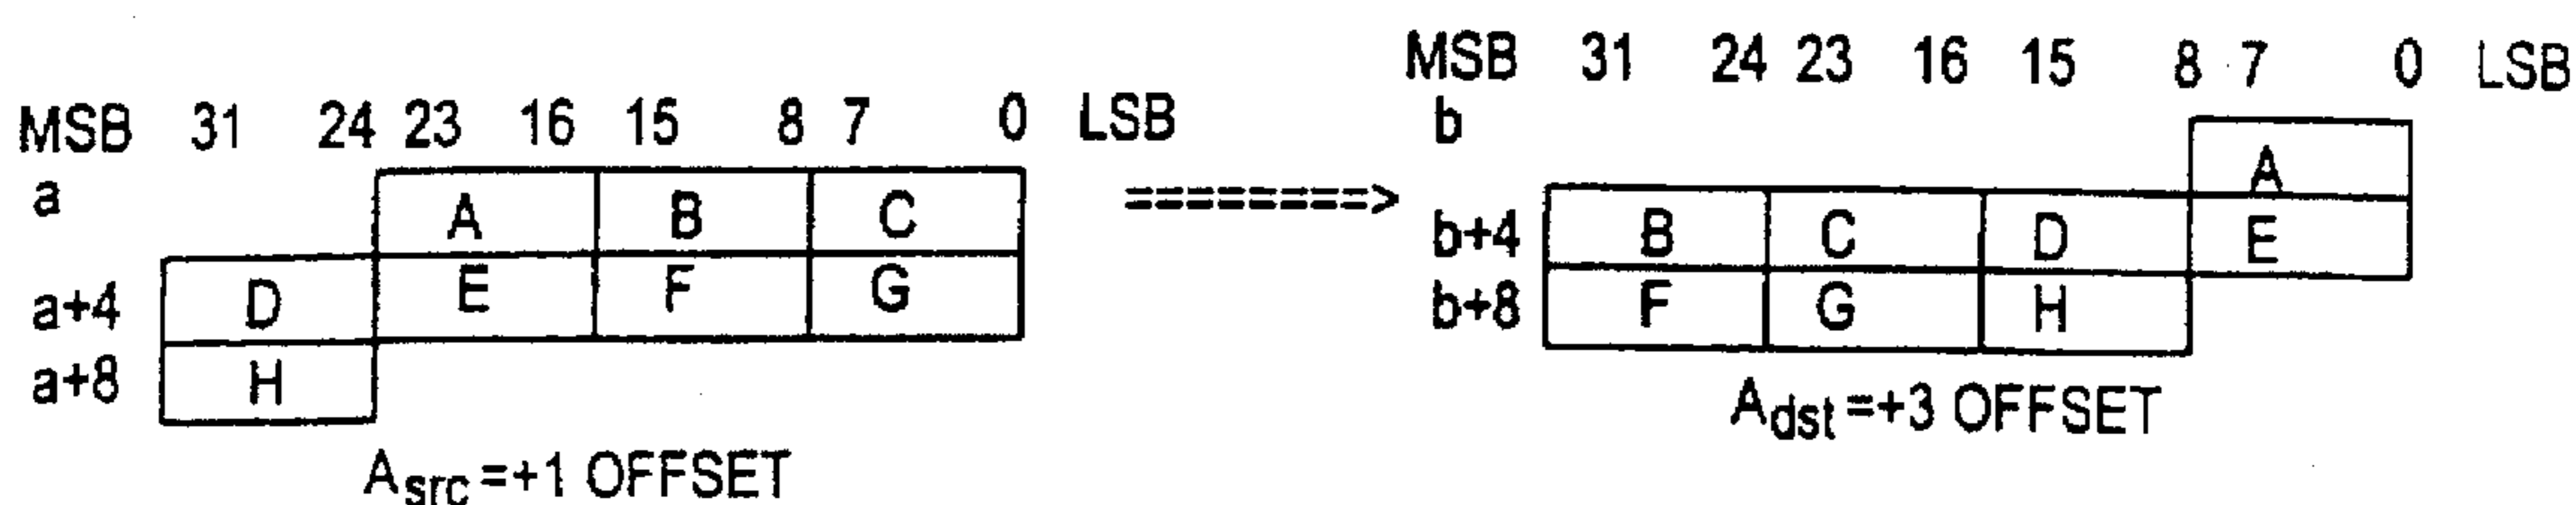 MSB 31 24 23 16 15 8 7 0 LSB
a A B C
a+4 D E F G
a+8 H
Asrc=+1 OFFSET
========>
MSB 31 24 23 16 15 8 7 0 LSB
b A
b+4 B C D E
b+8 F G H
Adst=+3 OFFSET